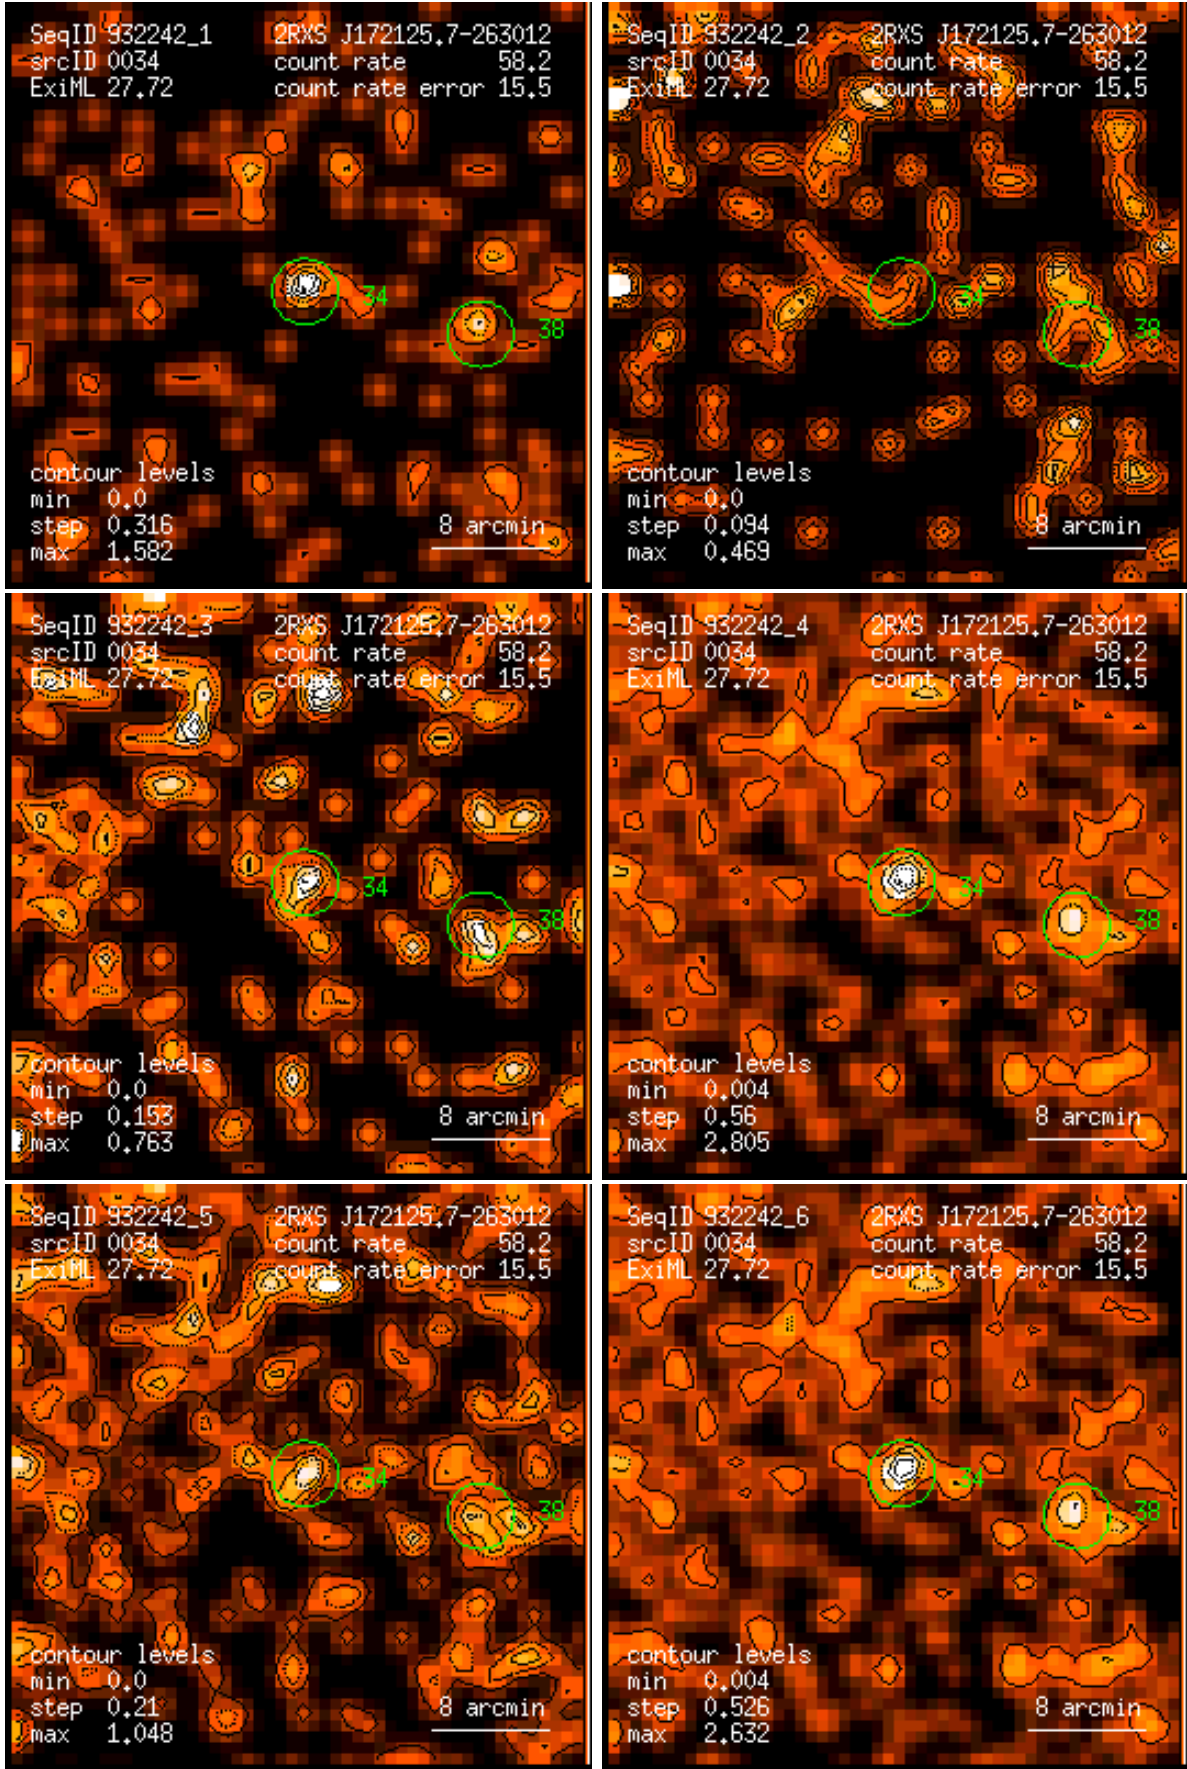 SeqID 932242_1 2RXS J172125.7-263012
srcID 0034 count rate 58.2
ExiML 27.72 count rate error 15.5
34
38
contour levels
min 0.0
step 0.316 8 arcmin
max 1.582
SeqID 932242_2 2RXS J172125.7-263012
srcID 0034 count rate 58.2
ExiML 27.72 count rate error 15.5
34
38
contour levels
min 0.0
step 0.094 8 arcmin
max 0.469
SeqID 932242_3 2RXS J172125.7-263012
srcID 0034 count rate 58.2
ExiML 27.72 count rate error 15.5
34
38
contour levels
min 0.0
step 0.153 8 arcmin
max 0.763
SeqID 932242_4 2RXS J172125.7-263012
srcID 0034 count rate 58.2
ExiML 27.72 count rate error 15.5
34
38
contour levels
min 0.004
step 0.56 8 arcmin
max 2.805
SeqID 932242_5 2RXS J172125.7-263012
srcID 0034 count rate 58.2
ExiML 27.72 count rate error 15.5
34
38
contour levels
min 0.0
step 0.21 8 arcmin
max 1.048
SeqID 932242_6 2RXS J172125.7-263012
srcID 0034 count rate 58.2
ExiML 27.72 count rate error 15.5
34
38
contour levels
min 0.004
step 0.526 8 arcmin
max 2.632